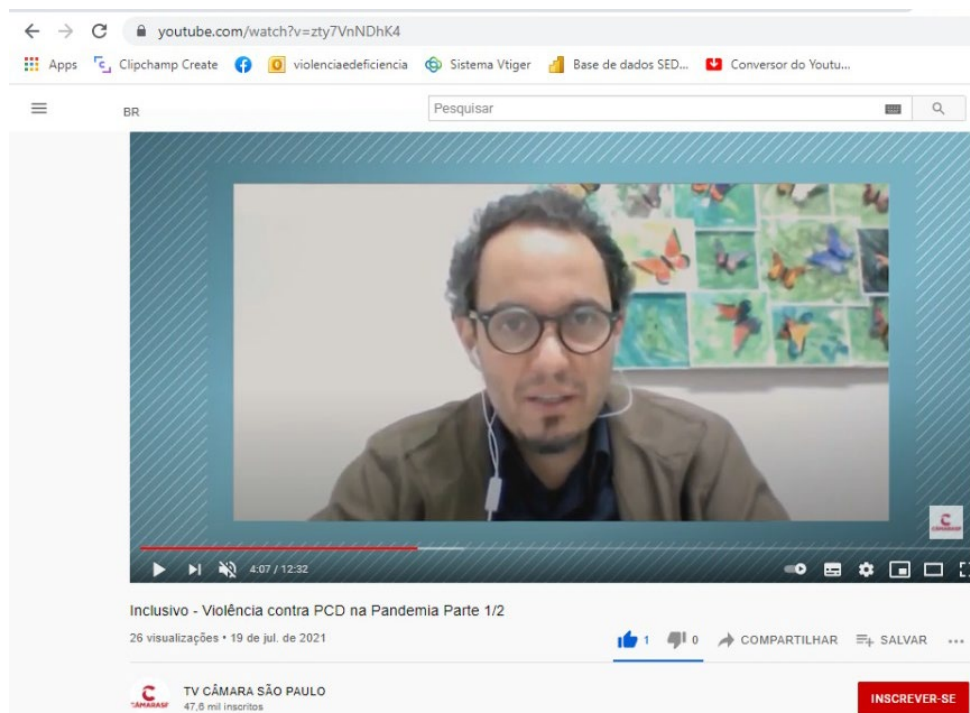 youtube.com/watch?v=zty7VnNDhK4
Apps Clipchamp Create violenciaedeficiencia Sistema Vtiger Base de dados SED... Conversor do Youtu...
BR Pesquisar
CÂMARASP
4:07 / 12:32
Inclusivo - Violência contra PCD na Pandemia Parte 1/2
26 visualizações • 19 de jul. de 2021 1 0 COMPARTILHAR SALVAR ...
CÂMARASP TV CÂMARA SÃO PAULO INSCREVER-SE
47,6 mil inscritos